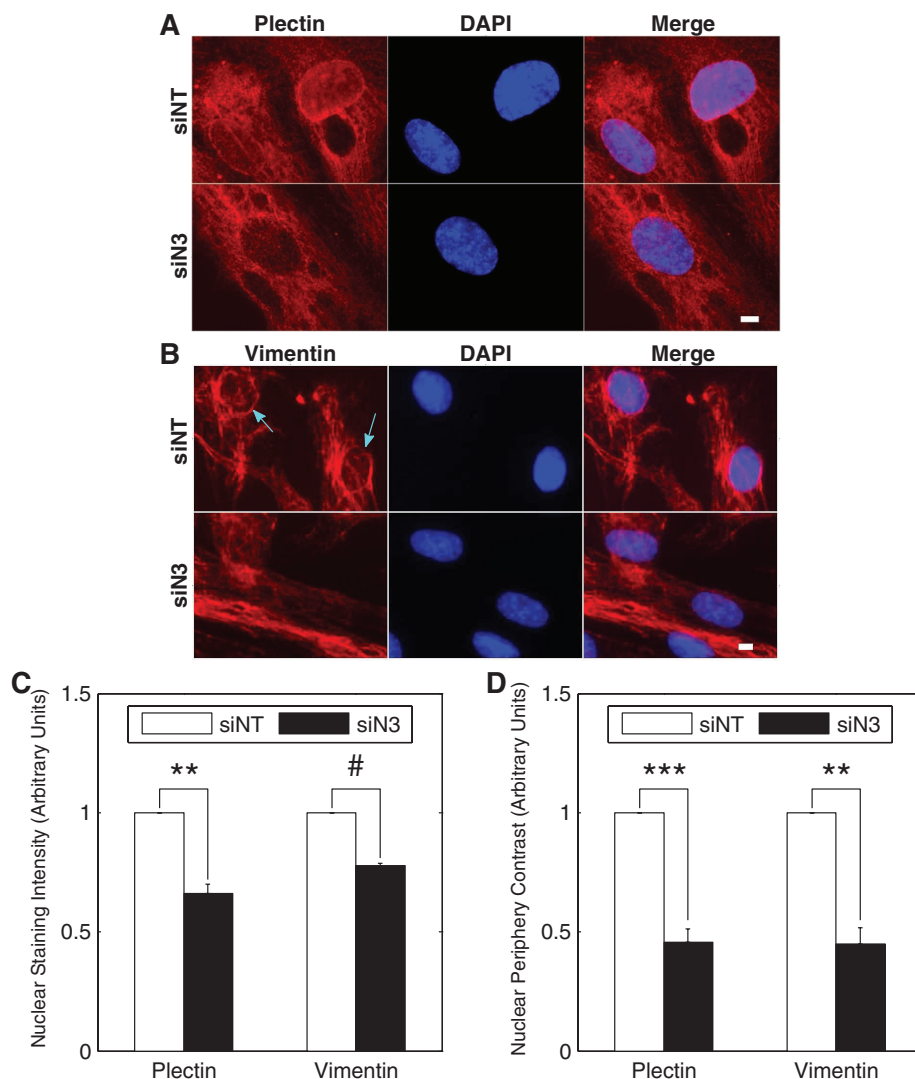 A
Plectin DAPI Merge
siNT
siN3
B
Vimentin DAPI Merge
siNT
siN3
C
Nuclear Staining Intensity (Arbitrary Units)
1.5
1
0.5
0
siNT siN3
** #
Plectin Vimentin
D
Nuclear Periphery Contrast (Arbitrary Units)
1.5
1
0.5
0
siNT siN3
*** **
Plectin Vimentin